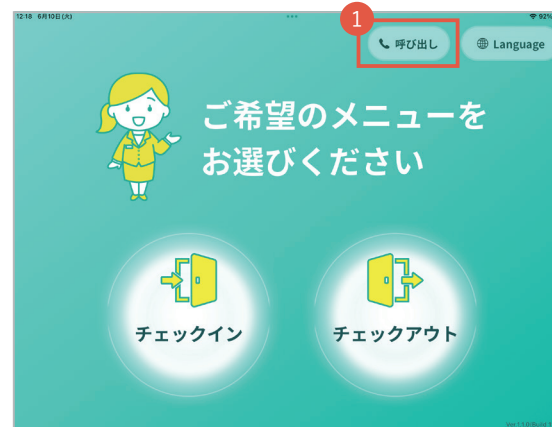 12:18 6月10日(火)
92%
1
呼び出し
Language
ご希望のメニューを
お選びください
チェックイン
チェックアウト